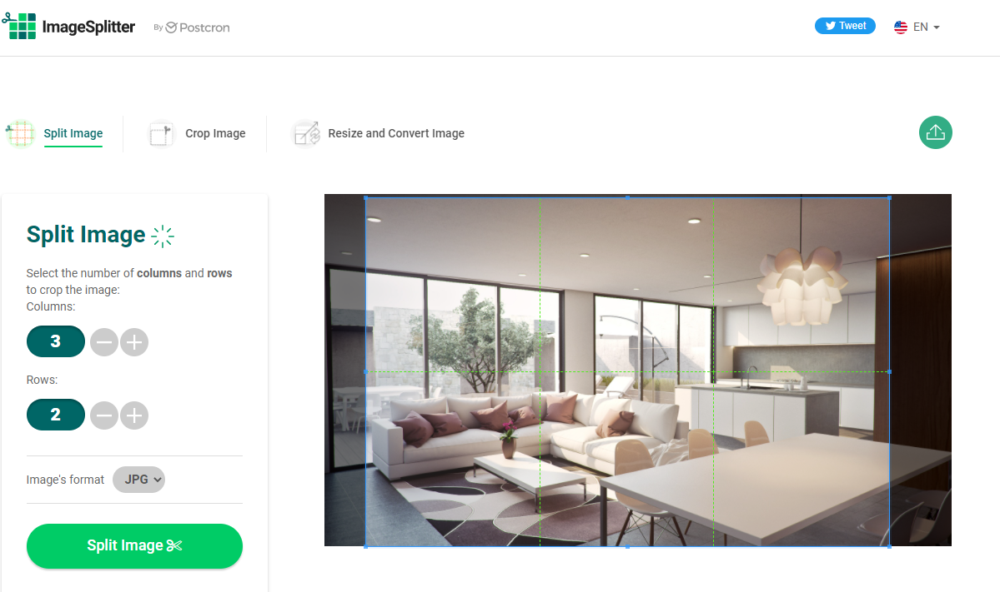 ImageSplitter By Postcron
Tweet
EN
Split Image
Crop Image
Resize and Convert Image
Split Image
Select the number of columns and rows
to crop the image:
Columns:
3
Rows:
2
Image's format JPG
Split Image